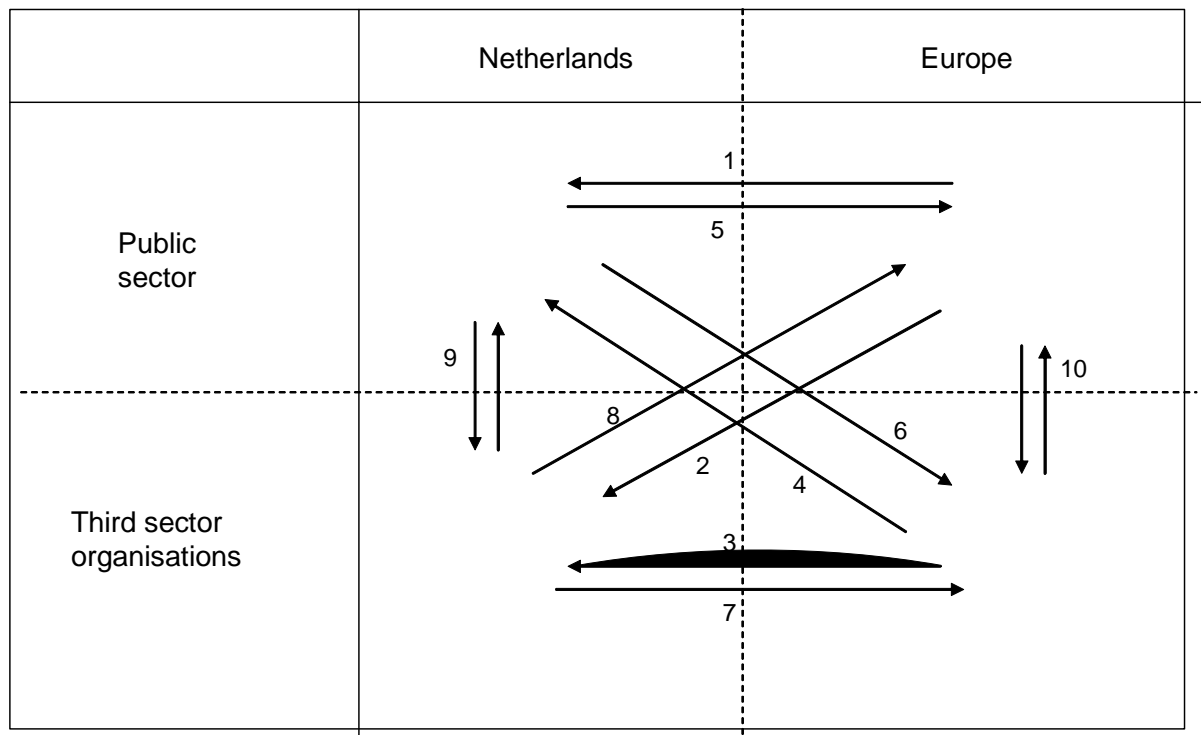 Netherlands
Europe
1
5
Public
sector
9
10
8
6
2
4
Third sector
organisations
3
7